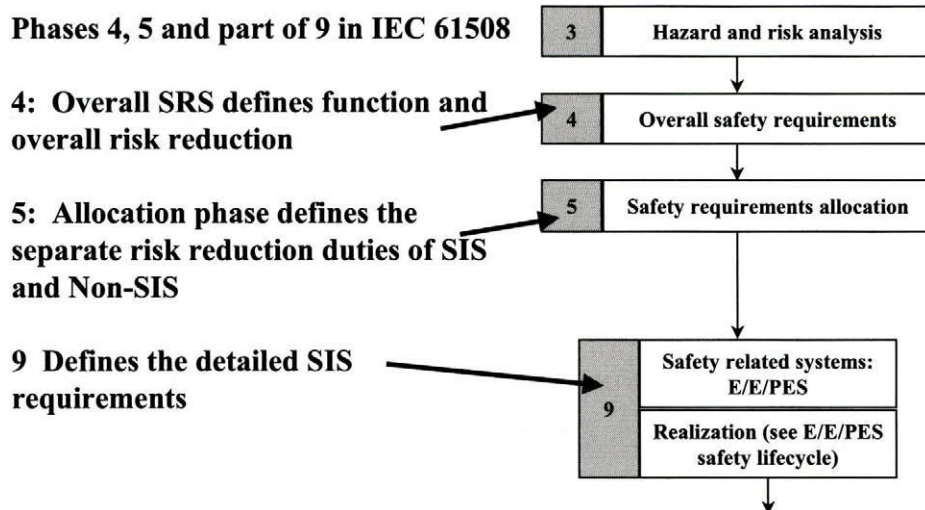 Phases 4, 5 and part of 9 in IEC 61508
4: Overall SRS defines function and
overall risk reduction
5: Allocation phase defines the
separate risk reduction duties of SIS
and Non-SIS
9 Defines the detailed SIS
requirements
3 Hazard and risk analysis
4 Overall safety requirements
5 Safety requirements allocation
9
Safety related systems:
E/E/PES
Realization (see E/E/PES
safety lifecycle)